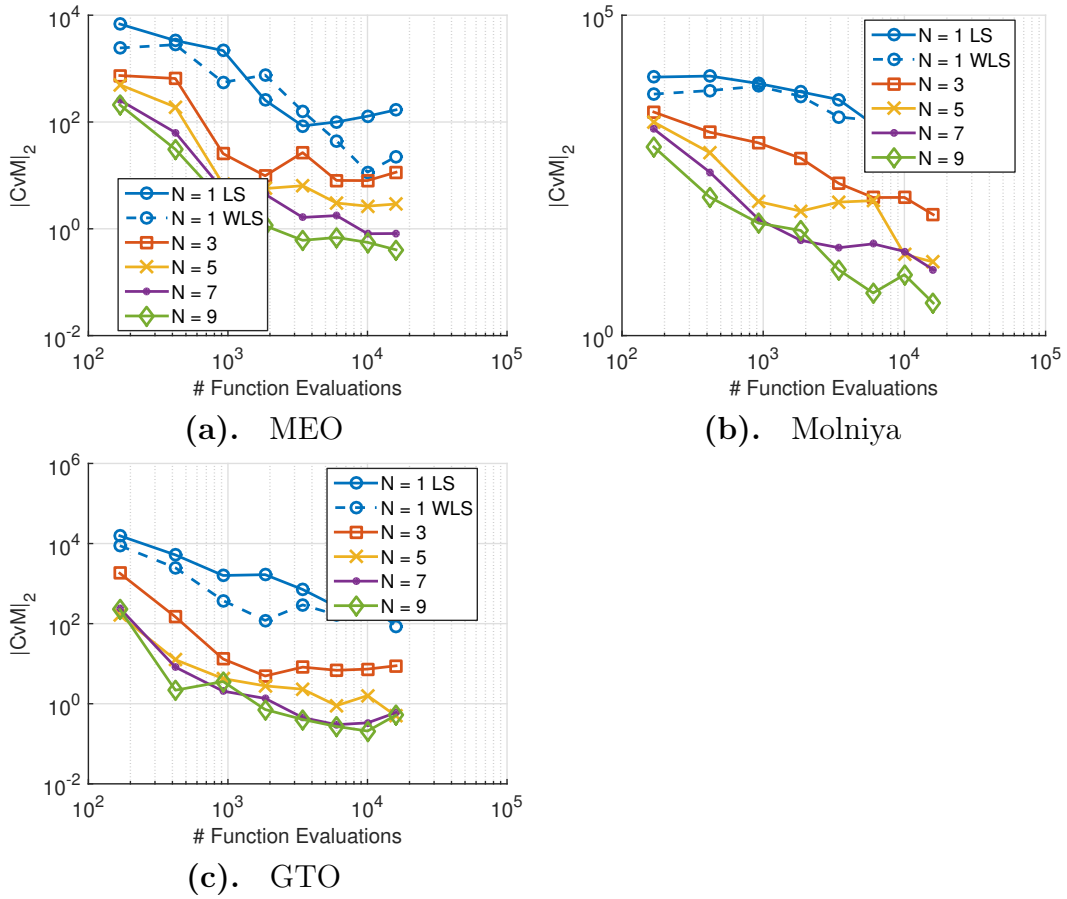 10^4
10^2
10^0
10^-2
|CvM|_2
N = 1 LS
N = 1 WLS
N = 3
N = 5
N = 7
N = 9
10^2 10^3 10^4 10^5
# Function Evaluations
(a). MEO
10^5
10^0
|CvM|_2
N = 1 LS
N = 1 WLS
N = 3
N = 5
N = 7
N = 9
10^2 10^3 10^4 10^5
# Function Evaluations
(b). Molniya
10^6
10^4
10^2
10^0
10^-2
|CvM|_2
N = 1 LS
N = 1 WLS
N = 3
N = 5
N = 7
N = 9
10^2 10^3 10^4 10^5
# Function Evaluations
(c). GTO